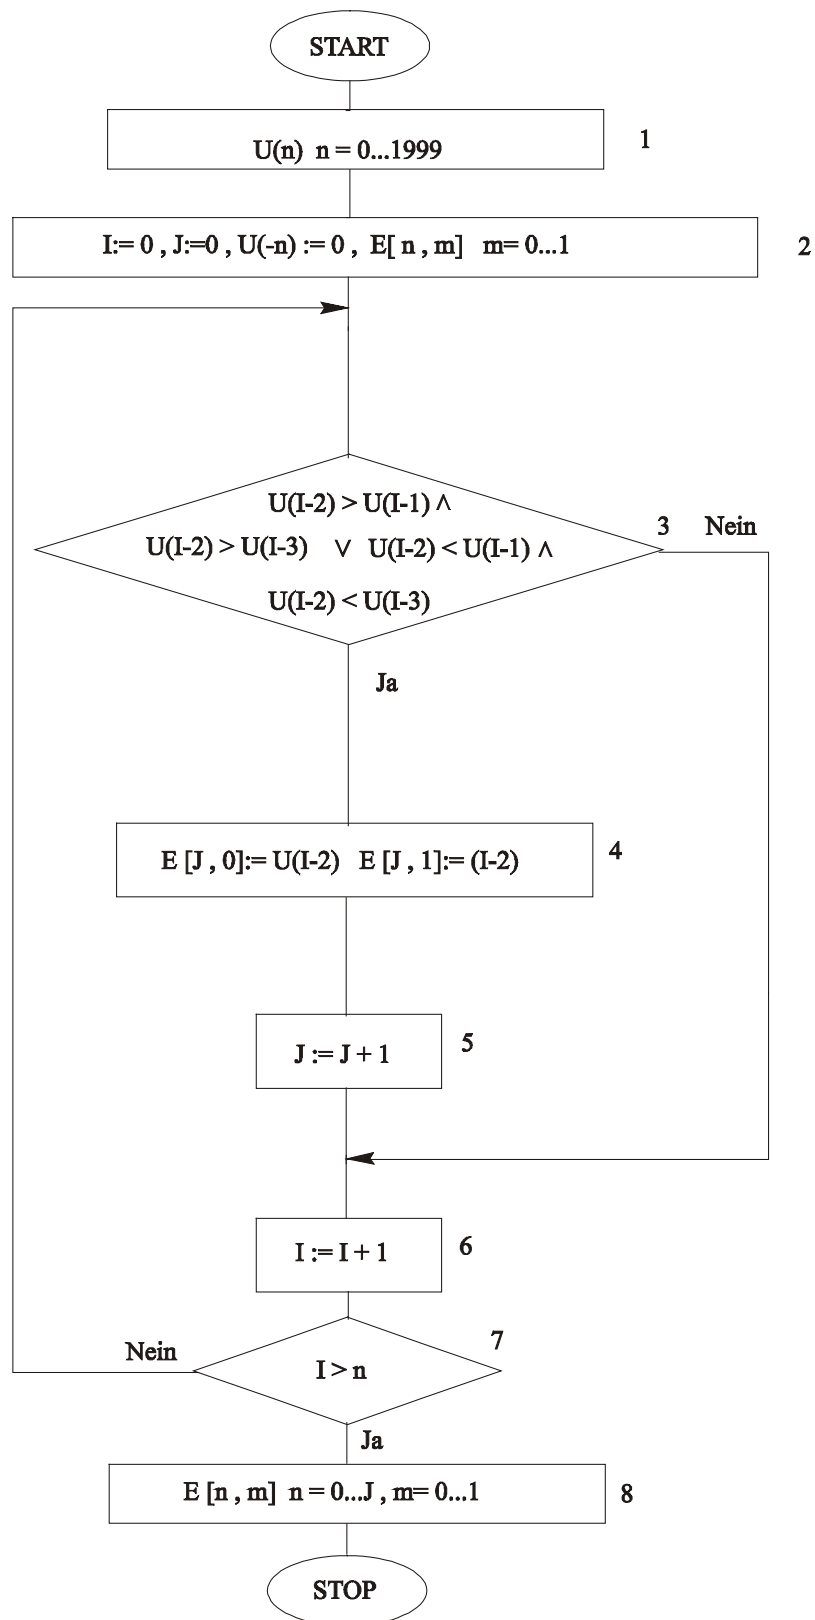 START
U(n) n = 0...1999
1
I:= 0 , J:=0 , U(-n) := 0 , E[ n , m] m= 0...1
2
U(I-2) > U(I-1) ∧
U(I-2) > U(I-3) ∨ U(I-2) < U(I-1) ∧
U(I-2) < U(I-3)
3
Nein
Ja
E [J , 0]:= U(I-2) E [J , 1]:= (I-2)
4
J := J + 1
5
I := I + 1
6
7
Nein
I > n
Ja
E [n , m] n = 0...J , m= 0...1
8
STOP